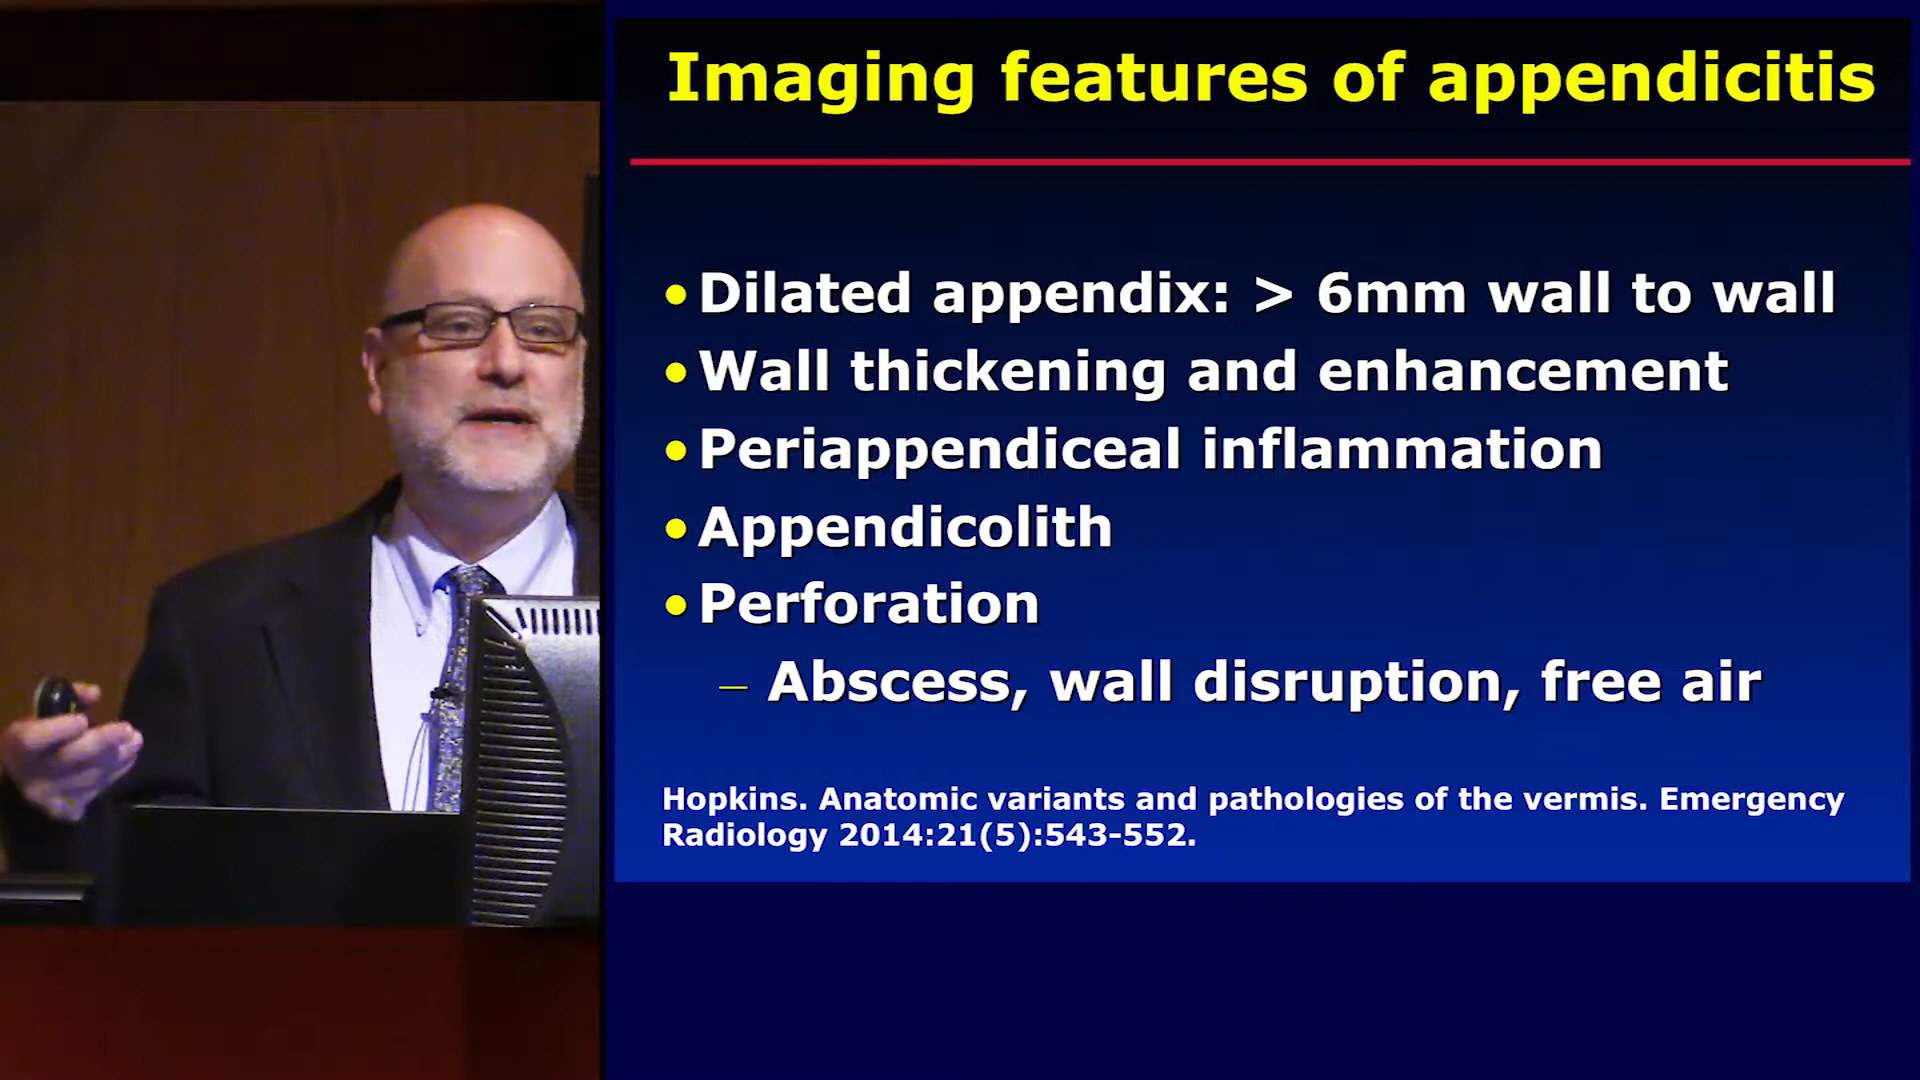 Imaging features of appendicitis
• Dilated appendix: > 6mm wall to wall
• Wall thickening and enhancement
• Periappendiceal inflammation
• Appendicolith
• Perforation
– Abscess, wall disruption, free air
Hopkins. Anatomic variants and pathologies of the vermis. Emergency
Radiology 2014:21(5):543-552.